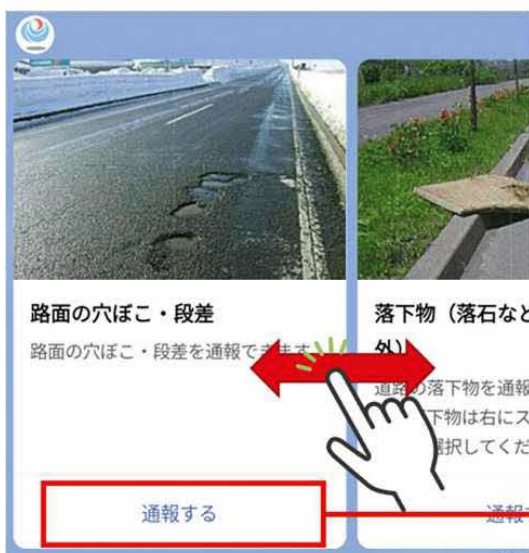 路面の穴ぼこ・段差
路面の穴ぼこ・段差を通報できます
通報する
落下物（落石など
外）
道路の落下物を通報
下物は右にス
選択してくだ
通報